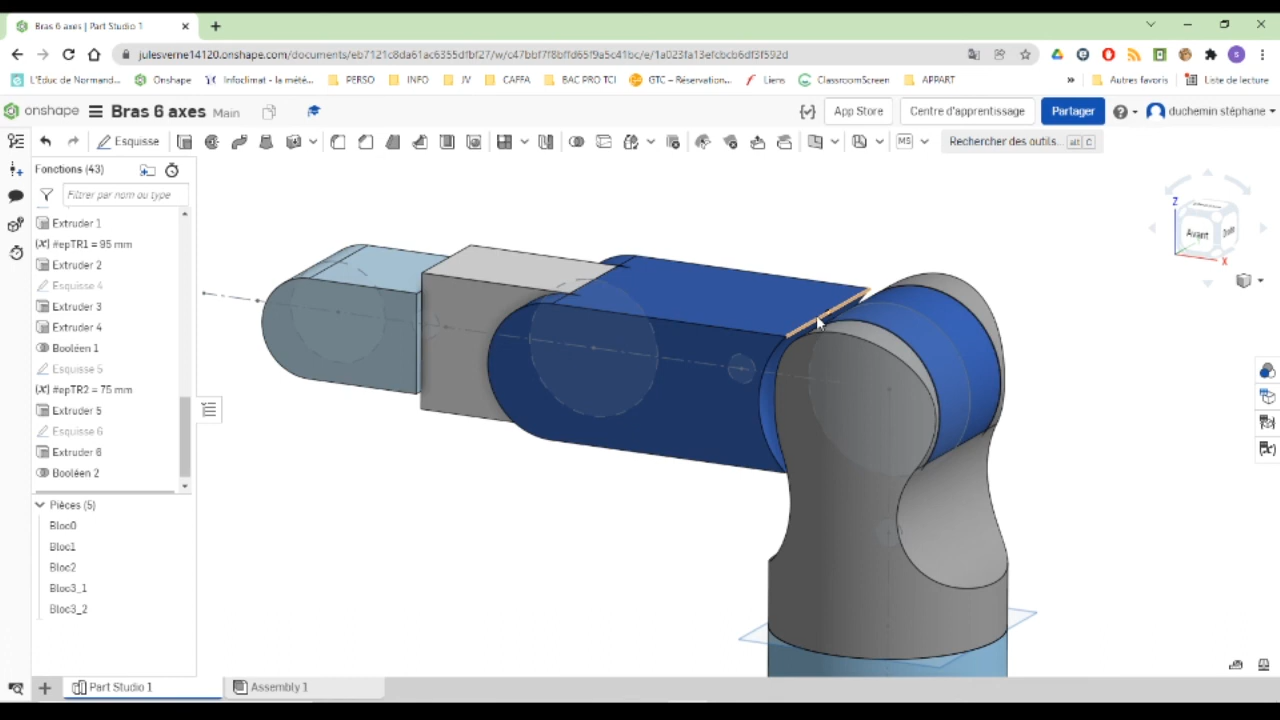 Bras 6 axes | Part Studio 1
julesverne14120.onshape.com/documents/eb7121c8da61ac6355dfbf27/w/c47bbf7f8bffd65f9a5c41bc/e/1a023fa13efcbcb6df3f592d
L'Educ de Normand...
Onshape
Infoclimat - la mété...
PERSO
INFO
JV
CAFFA
BAC PRO TCI
GTC – Réservation...
Liens
ClassroomScreen
APPART
»
Autres favoris
Liste de lecture
onshape
Bras 6 axes
Main
App Store
Centre d'apprentissage
Partager
duchemin stéphane
Esquisse
MS
Rechercher des outils...
alt C
Fonctions (43)
Filtrer par nom ou type
Extruder 1
(x) #epTR1 = 95 mm
Extruder 2
Esquisse 4
Extruder 3
Extruder 4
Booléen 1
Esquisse 5
(x) #epTR2 = 75 mm
Extruder 5
Esquisse 6
Extruder 6
Booléen 2
Pièces (5)
Bloc0
Bloc1
Bloc2
Bloc3_1
Bloc3_2
Z
Avant
X
Part Studio 1
Assembly 1